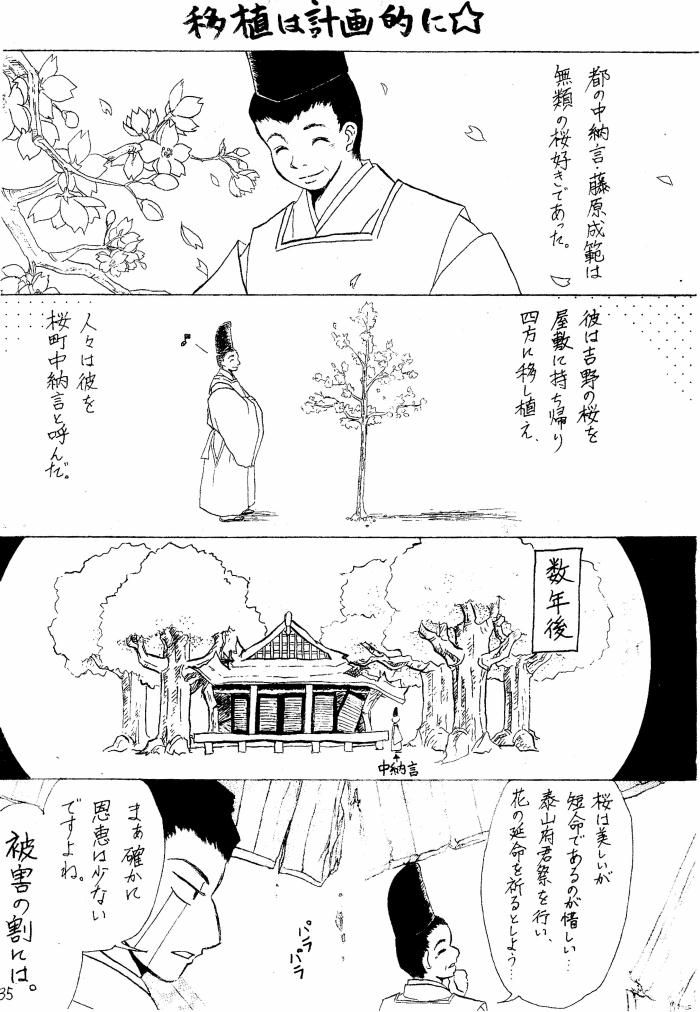 移植は計画的に☆
都の中納言・藤原成範は
無類の桜好きであった。
彼は吉野の桜を
屋敷に持ち帰り
四方に移し植え、
♪
人々は彼を
桜町中納言と呼んだ。
数年後
中納言
桜は美しいが
短命であるのが惜しい…
泰山府君祭を行い、
花の延命を祈るとしよう…
パラ
パラ
まぁ確かに
恩恵は少ない
ですよね。
被害の割には。
35